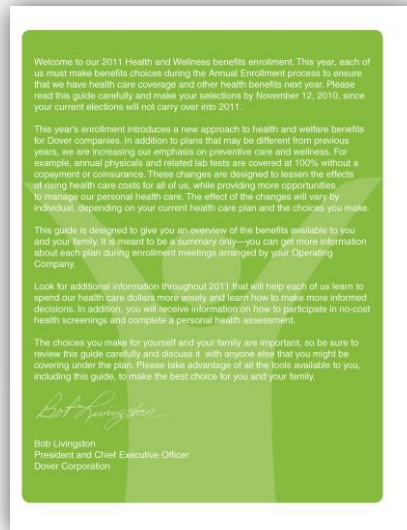 Welcome to our 2011 Health and Wellness benefits enrollment. This year, each of
us must make benefits choices during the Annual Enrollment process to ensure
that we have health care coverage and other health benefits next year. Please
read this guide carefully and make your selections by November 12, 2010, since
your current elections will not carry over into 2011.
This year's enrollment introduces a new approach to health and welfare benefits
for Dover companies. In addition to plans that may be different from previous
years, we are increasing our emphasis on preventive care and wellness. For
example, annual physicals and related lab tests are covered at 100% without a
copayment or coinsurance. These changes are designed to lessen the effects
of rising health care costs for all of us, while providing more opportunities
to manage our personal health care. The effect of the changes will vary by
individual, depending on your current health care plan and the choices you make.
This guide is designed to give you an overview of the benefits available to you
and your family. It is meant to be a summary only—you can get more information
about each plan during enrollment meetings arranged by your Operating
Company.
Look for additional information throughout 2011 that will help each of us learn to
spend our health care dollars more wisely and learn how to make more informed
decisions. In addition, you will receive information on how to participate in no-cost
health screenings and complete a personal health assessment.
The choices you make for yourself and your family are important, so be sure to
review this guide carefully and discuss it with anyone else that you might be
covering under the plan. Please take advantage of all the tools available to you,
including this guide, to make the best choice for you and your family.
Bob Livingston
Bob Livingston
President and Chief Executive Officer
Dover Corporation